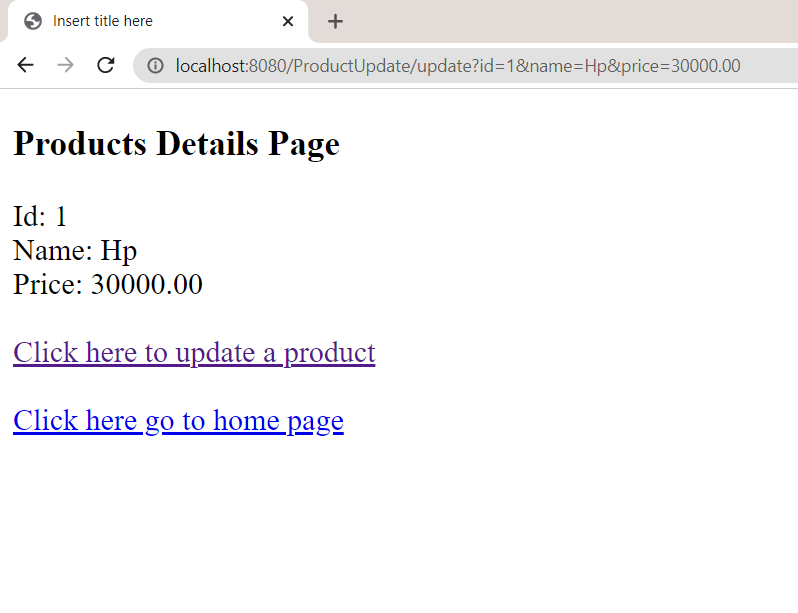 Insert title here
localhost:8080/ProductUpdate/update?id=1&name=Hp&price=30000.00
Products Details Page
Id: 1
Name: Hp
Price: 30000.00
Click here to update a product
Click here go to home page